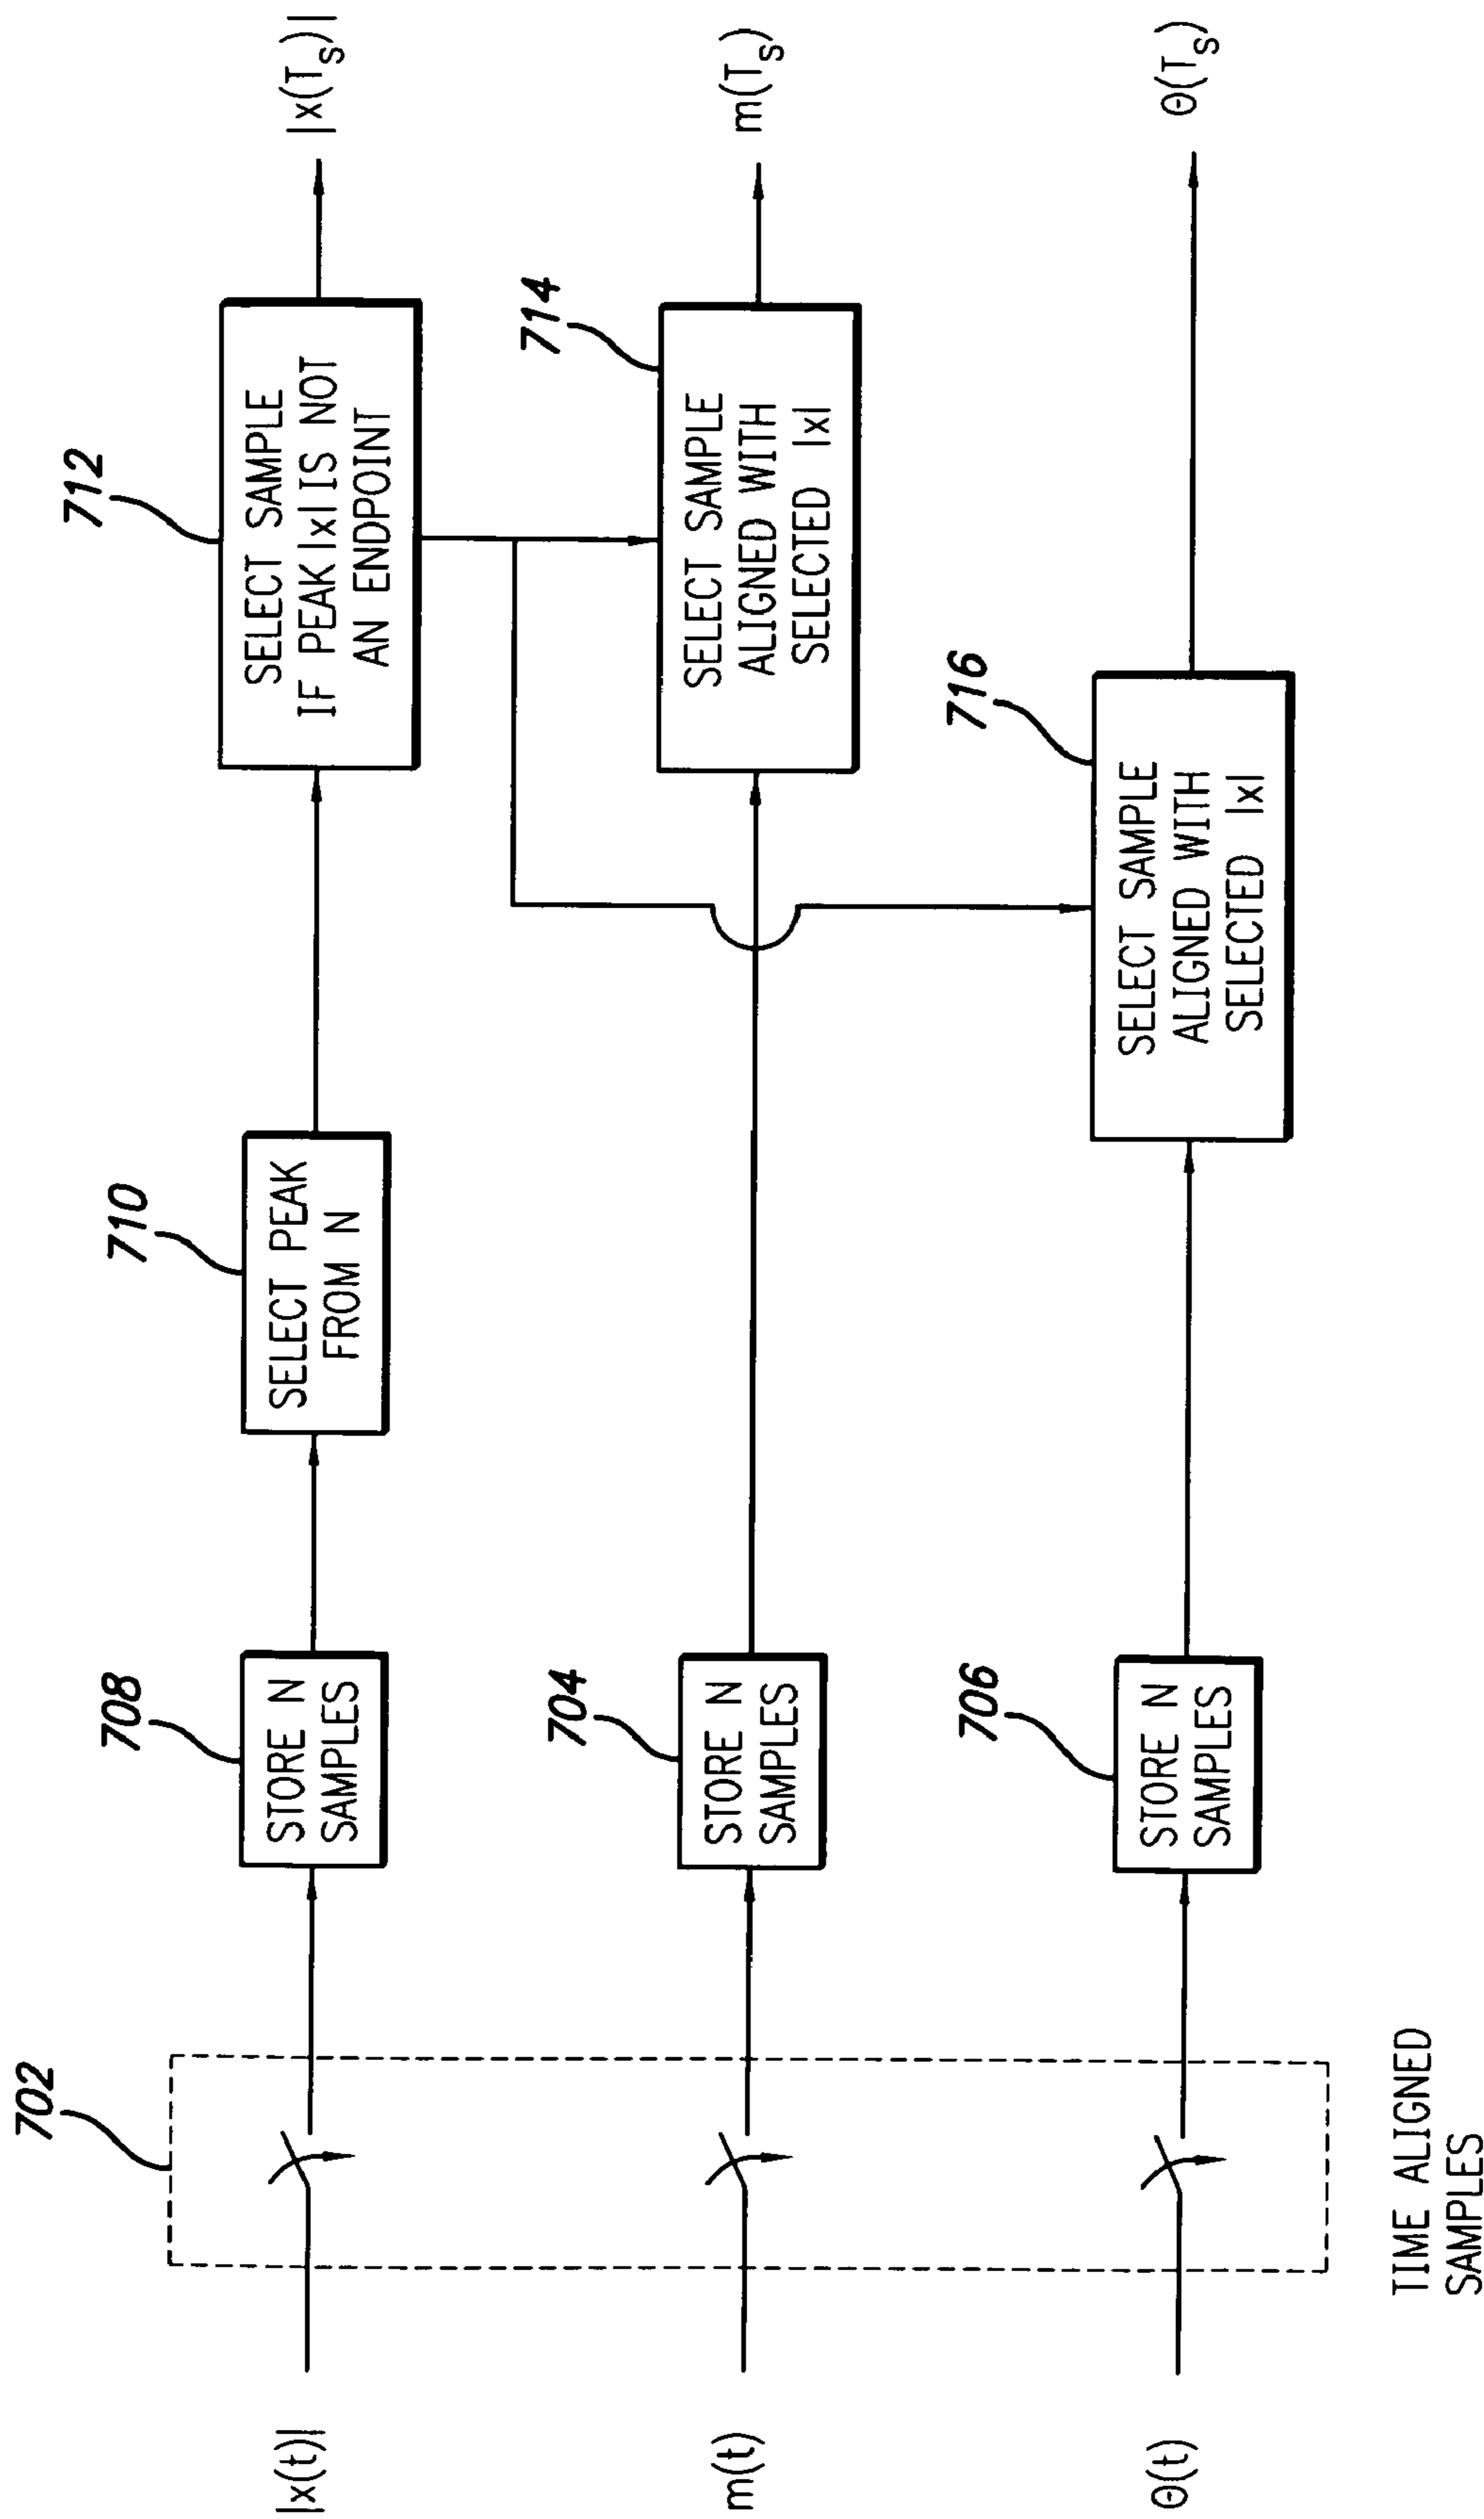 702
708
710
712
|x(t)|
STORE N
SAMPLES
SELECT PEAK
FROM N
SELECT SAMPLE
IF PEAK|x|IS NOT
AN ENDPOINT
|x(Ts)|
704
714
m(t)
STORE N
SAMPLES
SELECT SAMPLE
ALIGNED WITH
SELECTED |x|
m(Ts)
706
716
Θ(t)
STORE N
SAMPLES
SELECT SAMPLE
ALIGNED WITH
SELECTED |x|
Θ(Ts)
TIME ALIGNED
SAMPLES